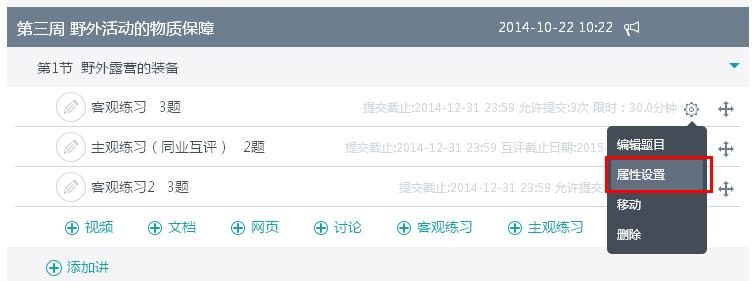 第三周 野外活动的物质保障 2014-10-22 10:22
第1节 野外露营的装备
客观练习 3题 提交截止:2014-12-31 23:59 允许提交:3次 限时：30.0分钟
编辑题目
主观练习（同业互评） 2题 提交截止:2014-12-31 23:59 互评截止日期:2015-
属性设置
客观练习2 3题 提交截止:2014-12-31 23:59 允许提交:
移动
视频 文档 网页 讨论 客观练习 主观练习
删除
添加讲